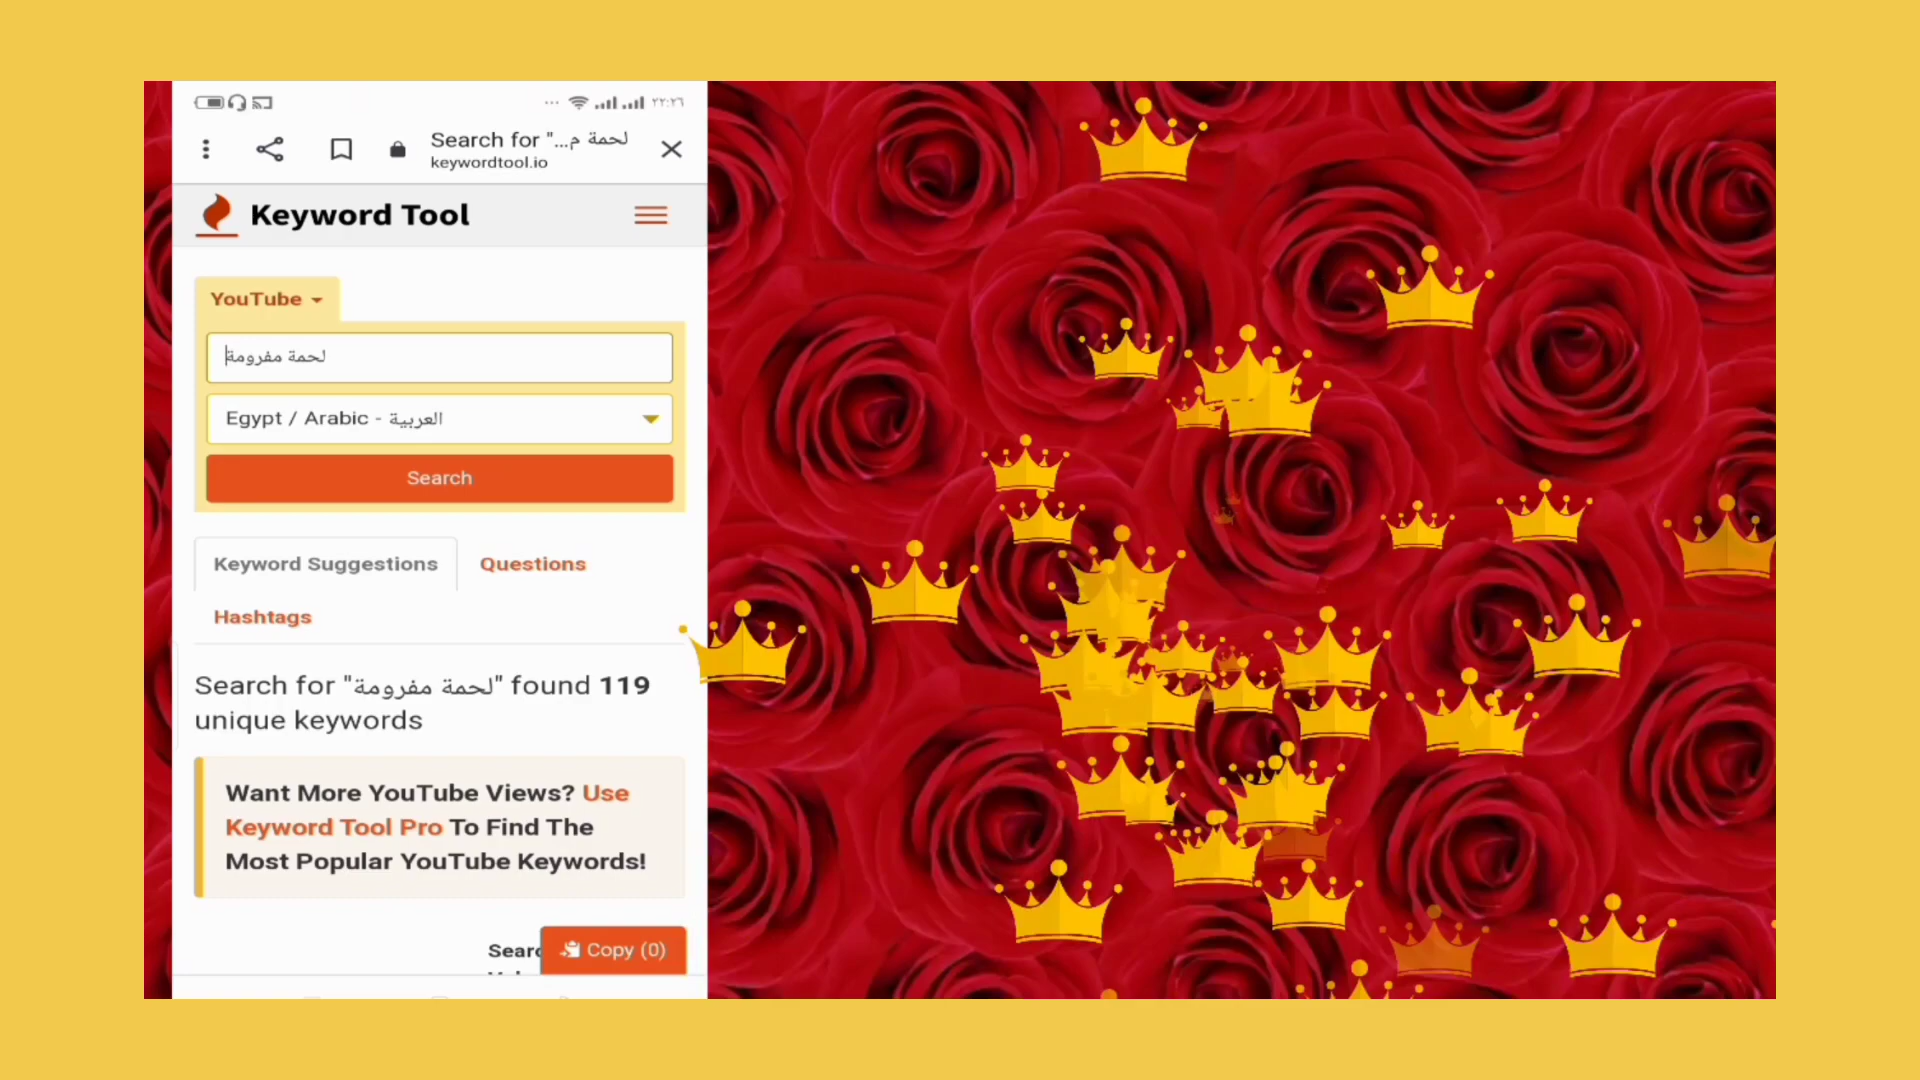 ٢٢:٢٦
Search for "...لحمة م
keywordtool.io
Keyword Tool
YouTube
لحمة مفرومة
Egypt / Arabic - العربية
Search
Keyword Suggestions
Questions
Hashtags
Search for "لحمة مفرومة" found 119
unique keywords
Want More YouTube Views? Use
Keyword Tool Pro To Find The
Most Popular YouTube Keywords!
Copy (0)